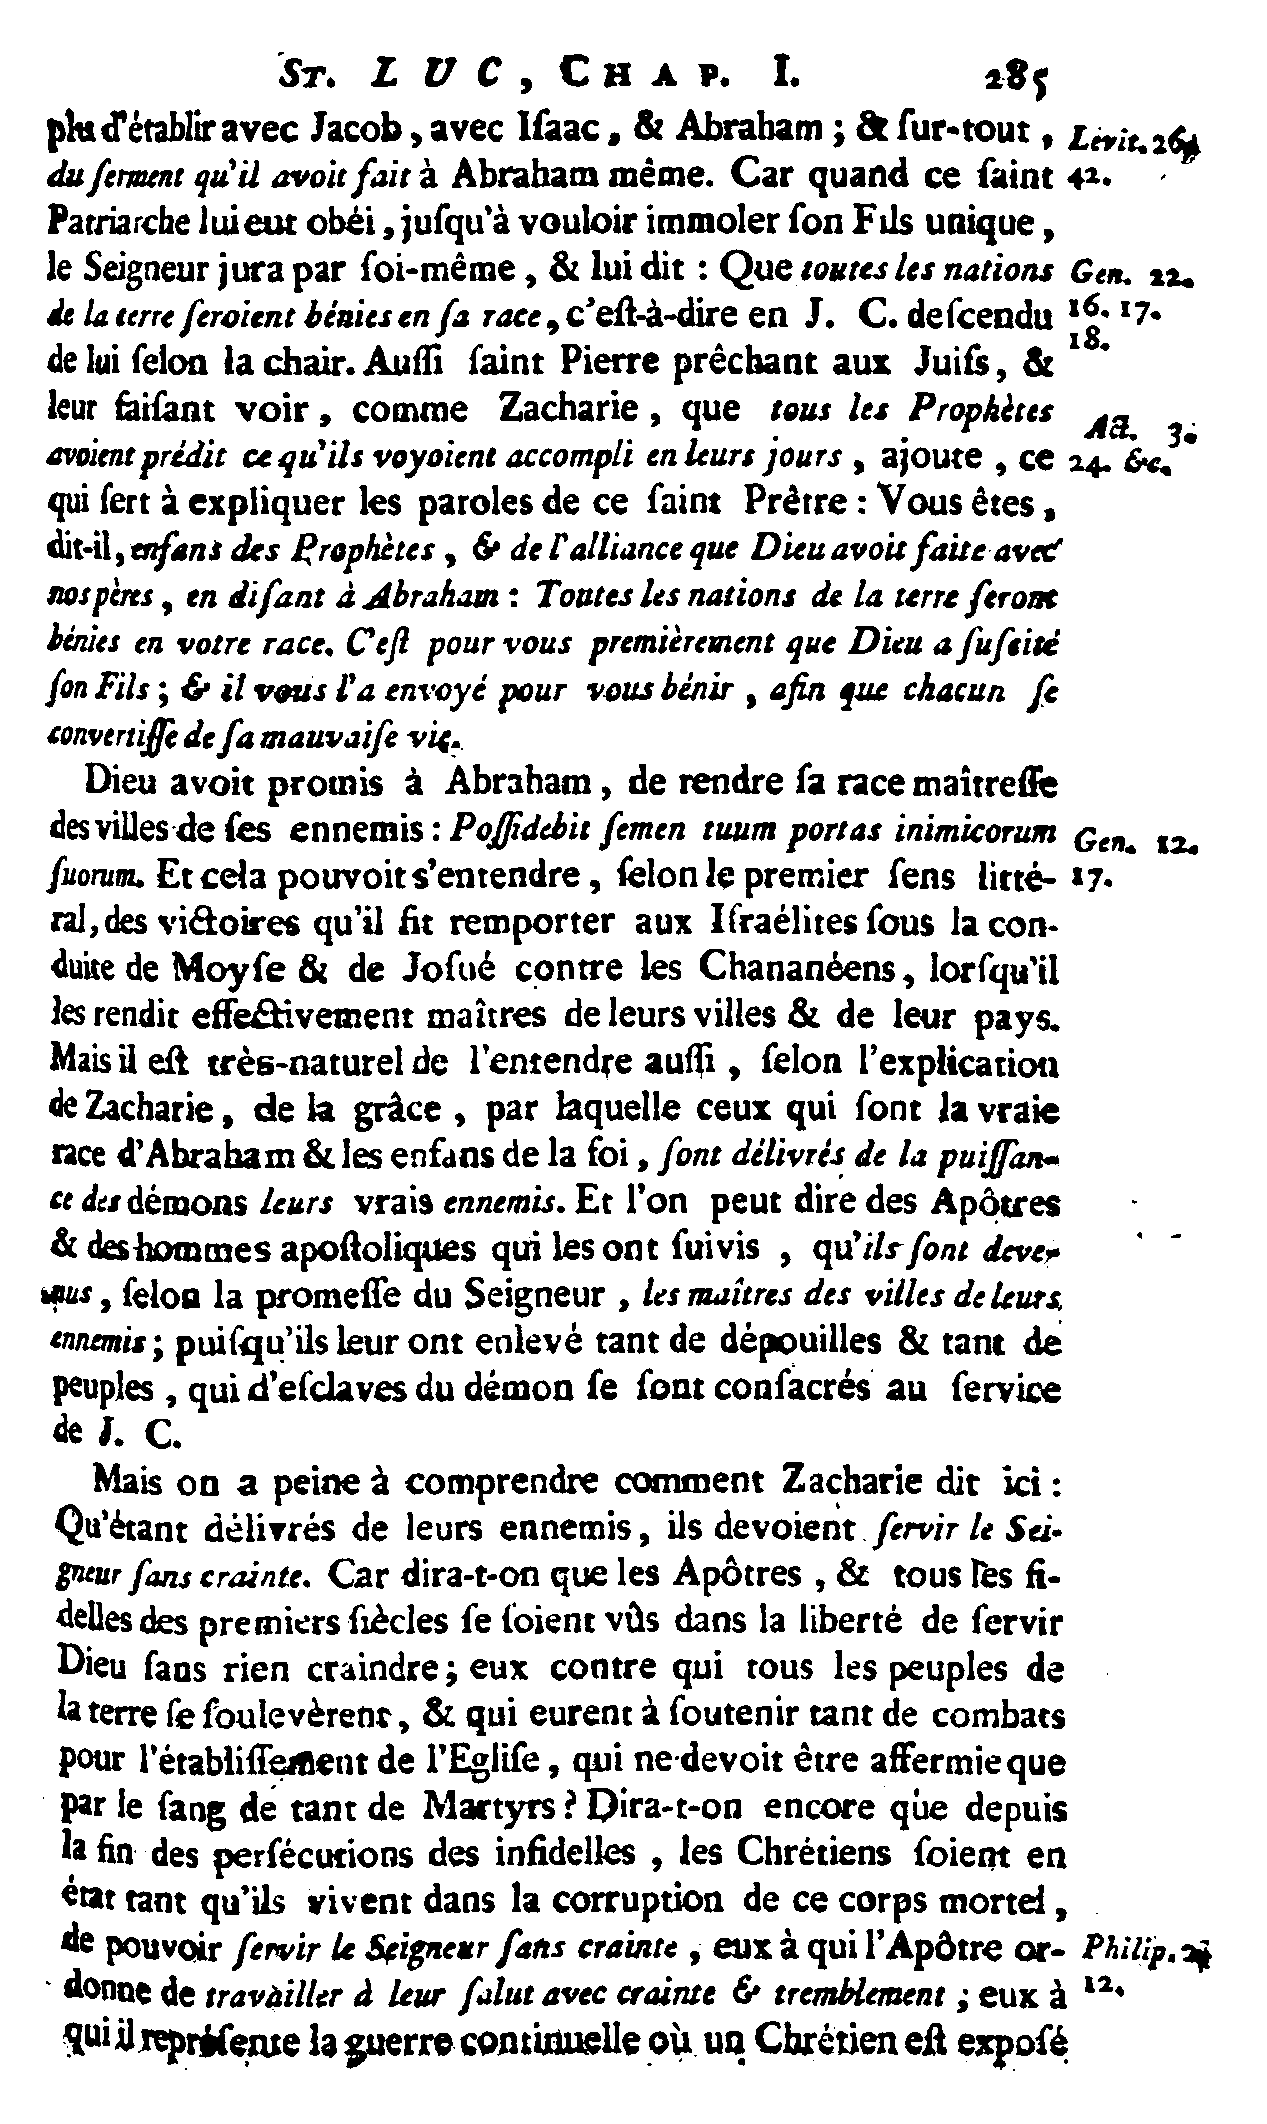 ST. LUC, CHAP. I. 285
plu d'établir avec Jacob, avec Iſaac, & Abraham ; & ſur-tout, Levit. 26.
du ſerment qu'il avoit fait à Abraham même. Car quand ce ſaint 42.
Patriarche lui eut obéi, juſqu'à vouloir immoler ſon Fils unique,
le Seigneur jura par ſoi-même, & lui dit : Que toutes les nations Gen. 22.
de la terre ſeroient bénies en ſa race, c'eſt-à-dire en J. C. deſcendu 16. 17.
de lui ſelon la chair. Auſſi ſaint Pierre prêchant aux Juifs, & 18.
leur faiſant voir, comme Zacharie, que tous les Prophètes Act. 3.
avoient prédit ce qu'ils voyoient accompli en leurs jours, ajoute, ce 24. &c.
qui ſert à expliquer les paroles de ce ſaint Prêtre : Vous êtes,
dit-il, enfans des Prophètes, & de l'alliance que Dieu avoit faite avec
nos pères, en diſant à Abraham : Toutes les nations de la terre ſeront
bénies en votre race. C'eſt pour vous premièrement que Dieu a ſuſcité
ſon Fils ; & il vous l'a envoyé pour vous bénir, afin que chacun ſe
convertiſſe de ſa mauvaiſe vie.
Dieu avoit promis à Abraham, de rendre ſa race maîtreſſe
des villes de ſes ennemis : Poſſidebit ſemen tuum portas inimicorum Gen. 12.
ſuorum. Et cela pouvoit s'entendre, ſelon le premier ſens litté- 17.
ral, des victoires qu'il fit remporter aux Iſraélites ſous la con-
duite de Moyſe & de Joſué contre les Chananéens, lorſqu'il
les rendit effectivement maîtres de leurs villes & de leur pays.
Mais il eſt très-naturel de l'entendre auſſi, ſelon l'explication
de Zacharie, de la grâce, par laquelle ceux qui ſont la vraie
race d'Abraham & les enfans de la foi, ſont délivrés de la puiſſan-
ce des démons leurs vrais ennemis. Et l'on peut dire des Apôtres
& des hommes apoſtoliques qui les ont ſuivis, qu'ils ſont deve-
nus, ſelon la promeſſe du Seigneur, les maîtres des villes de leurs
ennemis ; puiſqu'ils leur ont enlevé tant de dépouilles & tant de
peuples, qui d'eſclaves du démon ſe ſont conſacrés au ſervice
de J. C.
Mais on a peine à comprendre comment Zacharie dit ici :
Qu'étant délivrés de leurs ennemis, ils devoient ſervir le Sei-
gneur ſans crainte. Car dira-t-on que les Apôtres, & tous les fi-
delles des premiers ſiècles ſe ſoient vûs dans la liberté de ſervir
Dieu ſans rien craindre ; eux contre qui tous les peuples de
la terre ſe ſoulevèrent, & qui eurent à ſoutenir tant de combats
pour l'établiſſement de l'Egliſe, qui ne devoit être affermie que
par le ſang de tant de Martyrs ? Dira-t-on encore que depuis
la fin des perſécutions des infidelles, les Chrétiens ſoient en
état tant qu'ils vivent dans la corruption de ce corps mortel,
de pouvoir ſervir le Seigneur ſans crainte, eux à qui l'Apôtre or- Philip. 2.
donne de travailler à leur ſalut avec crainte & tremblement ; eux à 12.
qui il repréſente la guerre continuelle où un Chrétien eſt expoſé